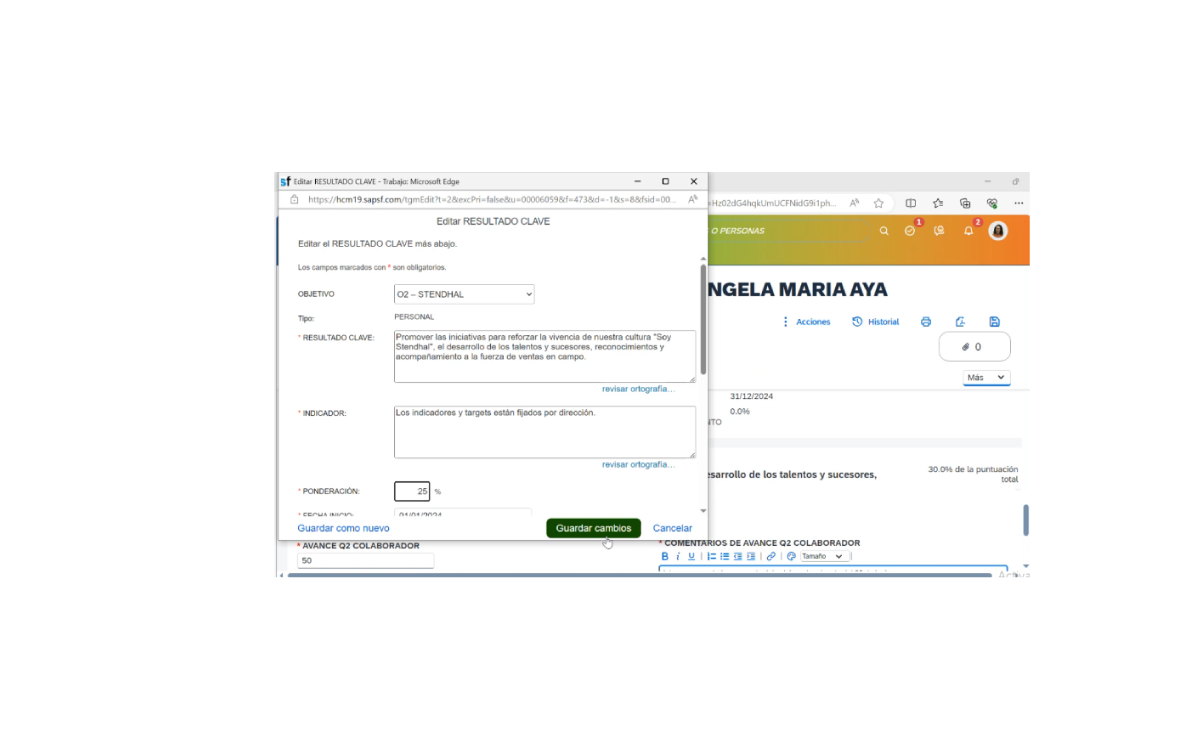 Editar RESULTADO CLAVE - Trabajo: Microsoft Edge
https://hcm19.sapsf.com/tgmEdit?t=2&excPri=false&u=00006059&f=473&d=-1&s=8&fsid=00...
Editar RESULTADO CLAVE
Editar el RESULTADO CLAVE más abajo.
Los campos marcados con * son obligatorios.
OBJETIVO
O2 – STENDHAL
Tipo:
PERSONAL
* RESULTADO CLAVE:
Promover las iniciativas para reforzar la vivencia de nuestra cultura "Soy
Stendhal", el desarrollo de los talentos y sucesores, reconocimientos y
acompañamiento a la fuerza de ventas en campo.
revisar ortografía...
* INDICADOR:
Los indicadores y targets están fijados por dirección.
revisar ortografía...
* PONDERACIÓN:
25 %
* FECHA INICIO:
01/01/2024
Guardar como nuevo
Guardar cambios
Cancelar
* AVANCE Q2 COLABORADOR
50
O PERSONAS
1
2
NGELA MARIA AYA
Acciones
Historial
0
Más
31/12/2024
0.0%
NTO
esarrollo de los talentos y sucesores,
30.0% de la puntuación
total
* COMENTARIOS DE AVANCE Q2 COLABORADOR
B i U
Tamaño